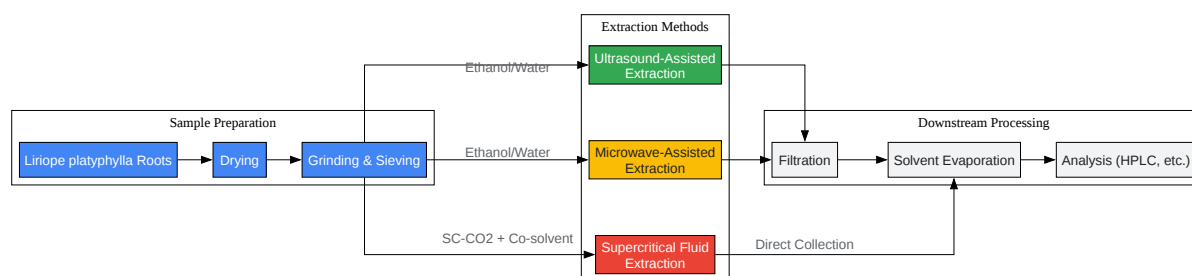 Extraction Methods
Ultrasound-Assisted
Extraction
Ethanol/Water
Sample Preparation
Liriope platyphylla Roots
Drying
Grinding & Sieving
Ethanol/Water
Microwave-Assisted
Extraction
Downstream Processing
Filtration
Solvent Evaporation
Analysis (HPLC, etc.)
SC-CO2 + Co-solvent
Supercritical Fluid
Extraction
Direct Collection